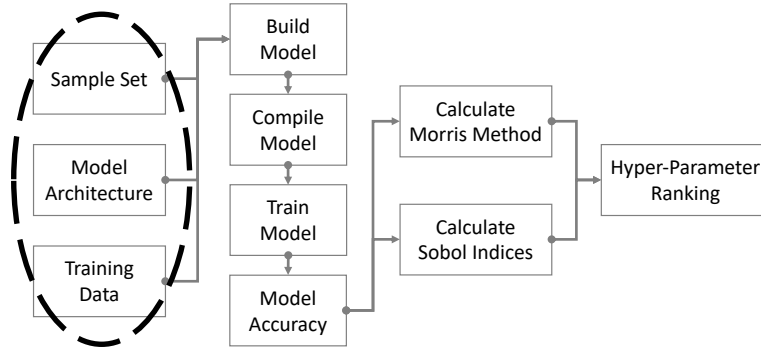 Sample Set
Model
Architecture
Training
Data
Build
Model
Compile
Model
Train
Model
Model
Accuracy
Calculate
Morris Method
Calculate
Sobol Indices
Hyper-Parameter
Ranking